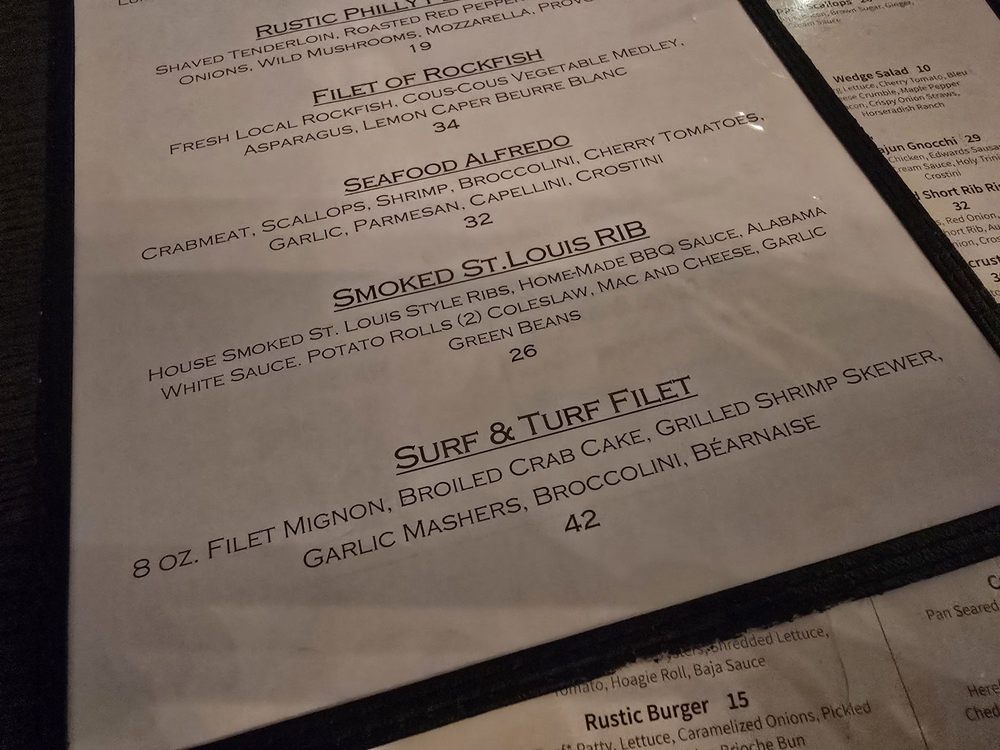 Rustic Philly
Shaved Tenderloin, Roasted Red Pepper
Onions, Wild Mushrooms, Mozzarella,
19
Filet of Rockfish
Fresh Local Rockfish, Cous-Cous Vegetable Medley,
Asparagus, Lemon Caper Beurre Blanc
34
Seafood Alfredo
Crabmeat, Scallops, Shrimp, Broccolini, Cherry Tomatoes,
Garlic, Parmesan, Capellini, Crostini
32
Smoked St.Louis RIB
House Smoked St. Louis Style Ribs, Home-Made BBQ Sauce, Alabama
White Sauce. Potato Rolls (2) Coleslaw, Mac and Cheese, Garlic
Green Beans
26
Surf & Turf Filet
8 oz. Filet Mignon, Broiled Crab Cake, Grilled Shrimp Skewer,
Garlic Mashers, Broccolini, Béarnaise
42
Brown Sugar, Ginger,
Sauce
Wedge Salad 10
Lettuce, Cherry Tomato, Bleu
Crumble, Maple Pepper
Crispy Onion Straws,
Horseradish Ranch
Gnocchi 29
Chicken, Edwards
Sauce, Holy
Crostini
Short Rib
32
Red Onion,
Rib,
Shredded Lettuce,
Hoagie Roll, Baja Sauce
Rustic Burger 15
Patty, Lettuce, Caramelized Onions, Pickled
Brioche Bun
Pan Seared